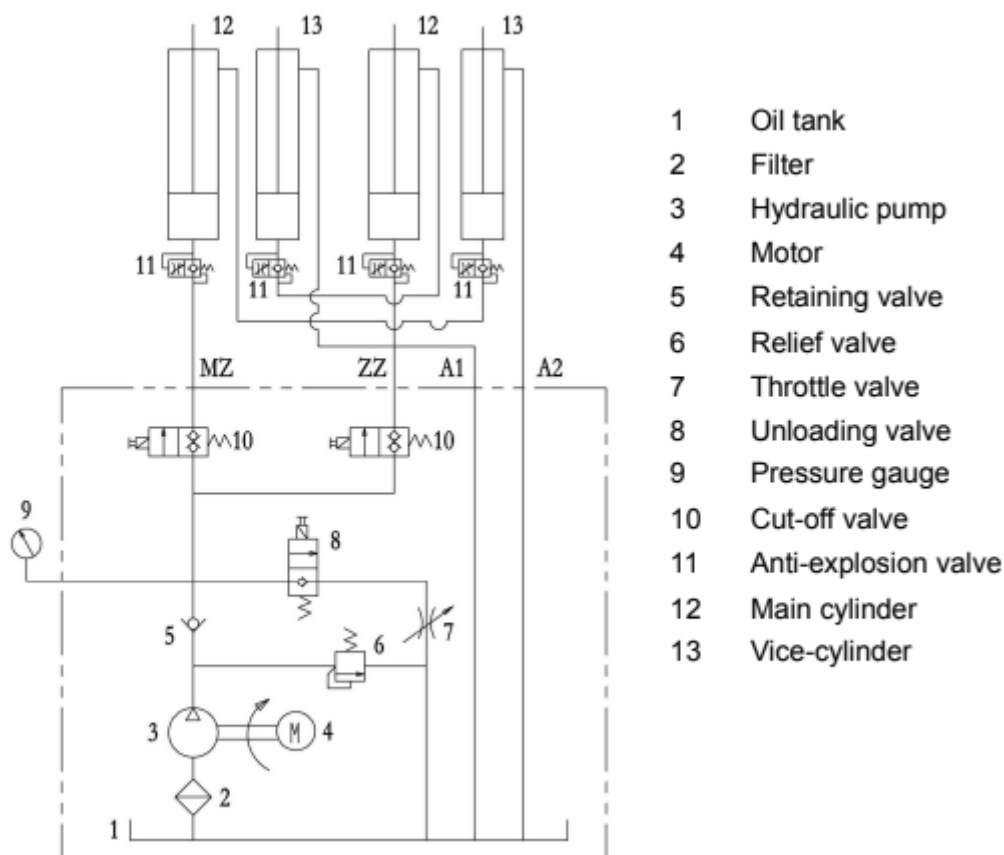 12 13 12 13
11 11 11 11
MZ ZZ A1 A2
10 10
9
8
5 6 7
3 M 4
2
1
1 Oil tank
2 Filter
3 Hydraulic pump
4 Motor
5 Retaining valve
6 Relief valve
7 Throttle valve
8 Unloading valve
9 Pressure gauge
10 Cut-off valve
11 Anti-explosion valve
12 Main cylinder
13 Vice-cylinder